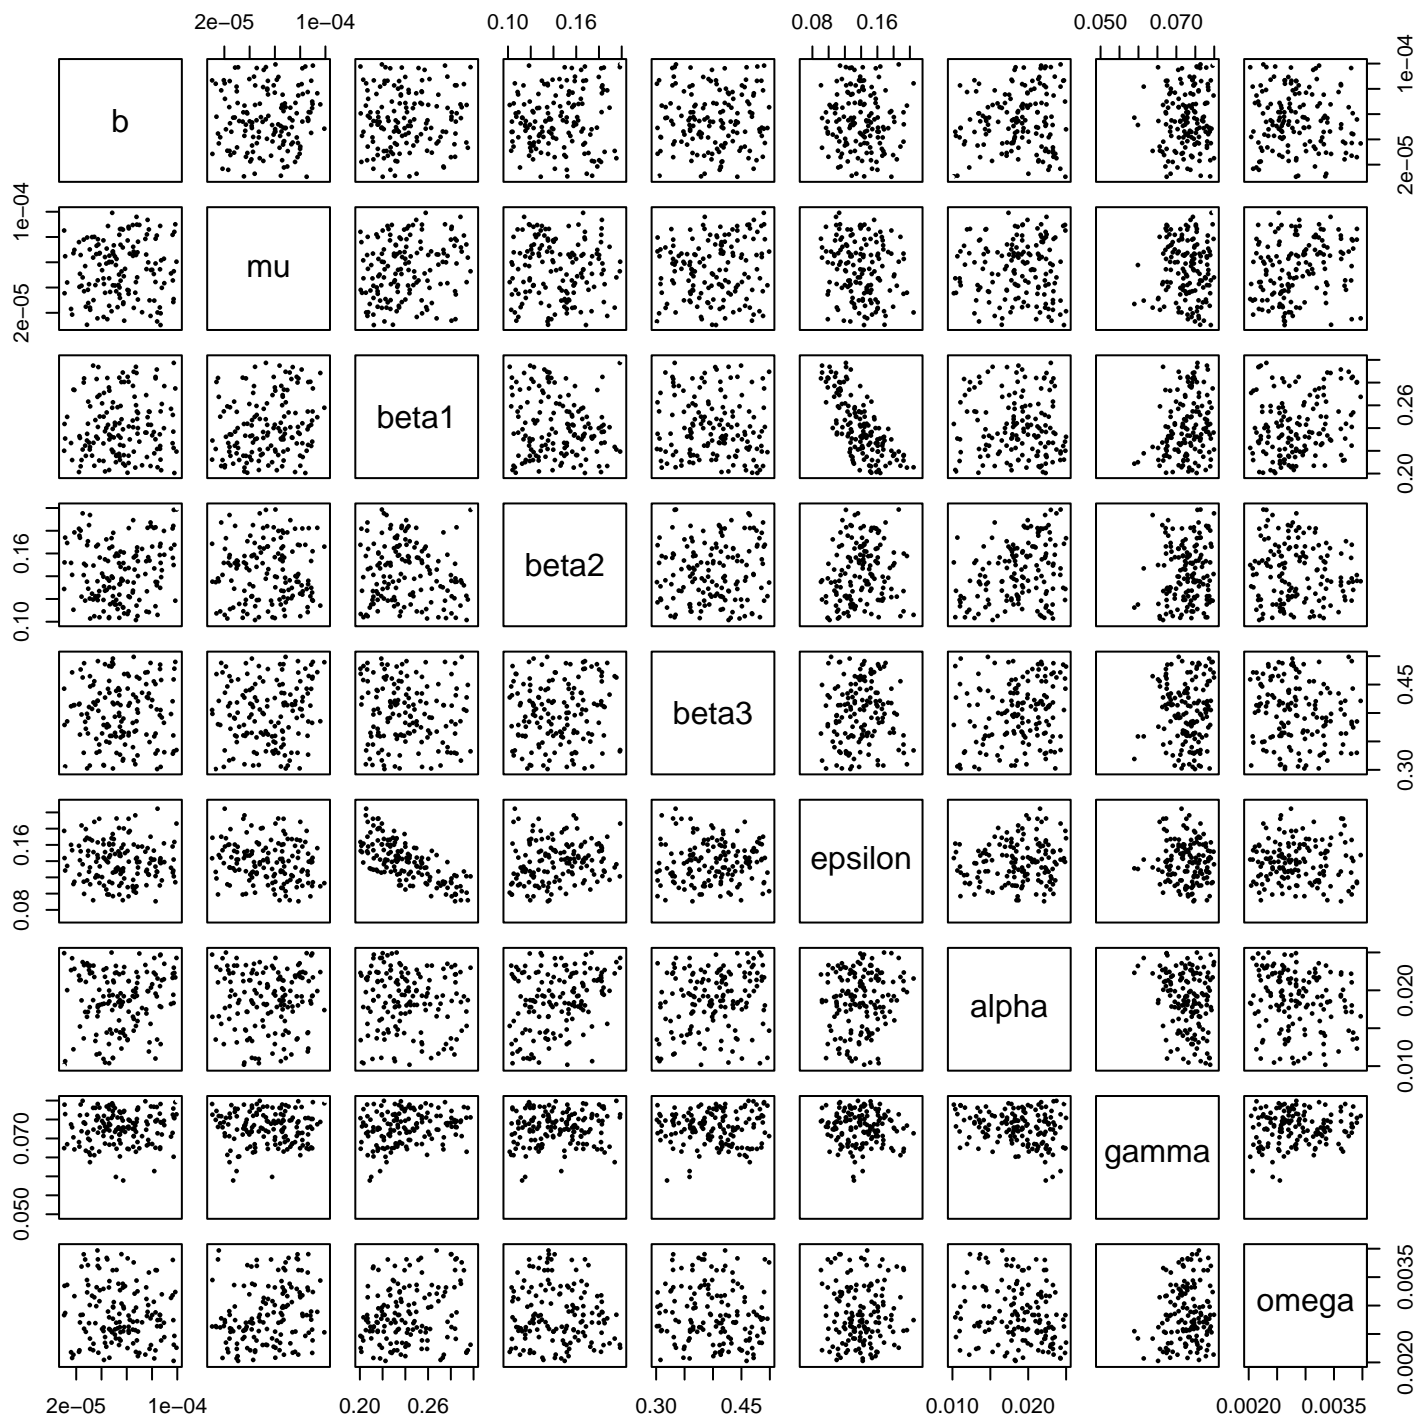 2e−05 1e−04 0.10 0.16 0.08 0.16 0.050 0.070
b 2e−05 1e−04
2e−05 1e−04 mu
beta1 0.20 0.26
0.10 0.16 beta2
beta3 0.30 0.45
0.08 0.16 epsilon
alpha 0.010 0.020
0.050 0.070 gamma
omega 0.0020 0.0035
2e−05 1e−04 0.20 0.26 0.30 0.45 0.010 0.020 0.0020 0.0035